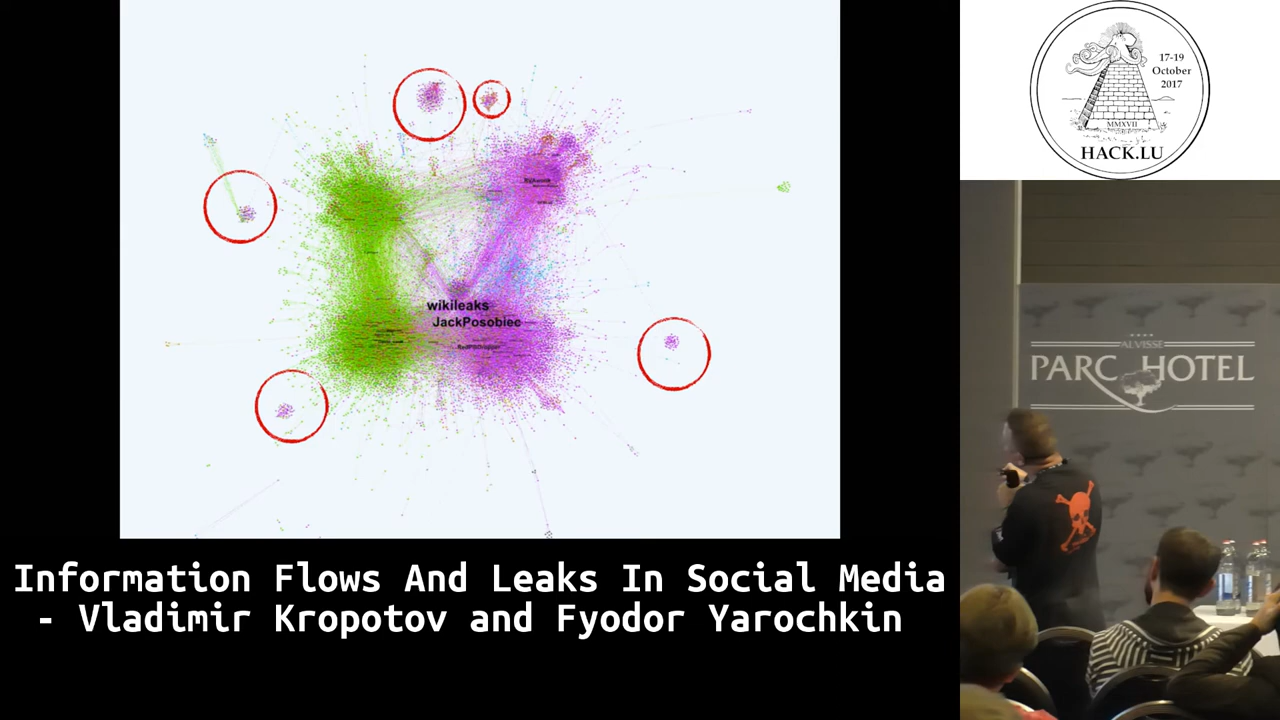 wikileaks
JackPosobiec
17-19
October
2017
MMXVII
HACK.LU
ALVISSE
PARC HOTEL
Information Flows And Leaks In Social Media
- Vladimir Kropotov and Fyodor Yarochkin